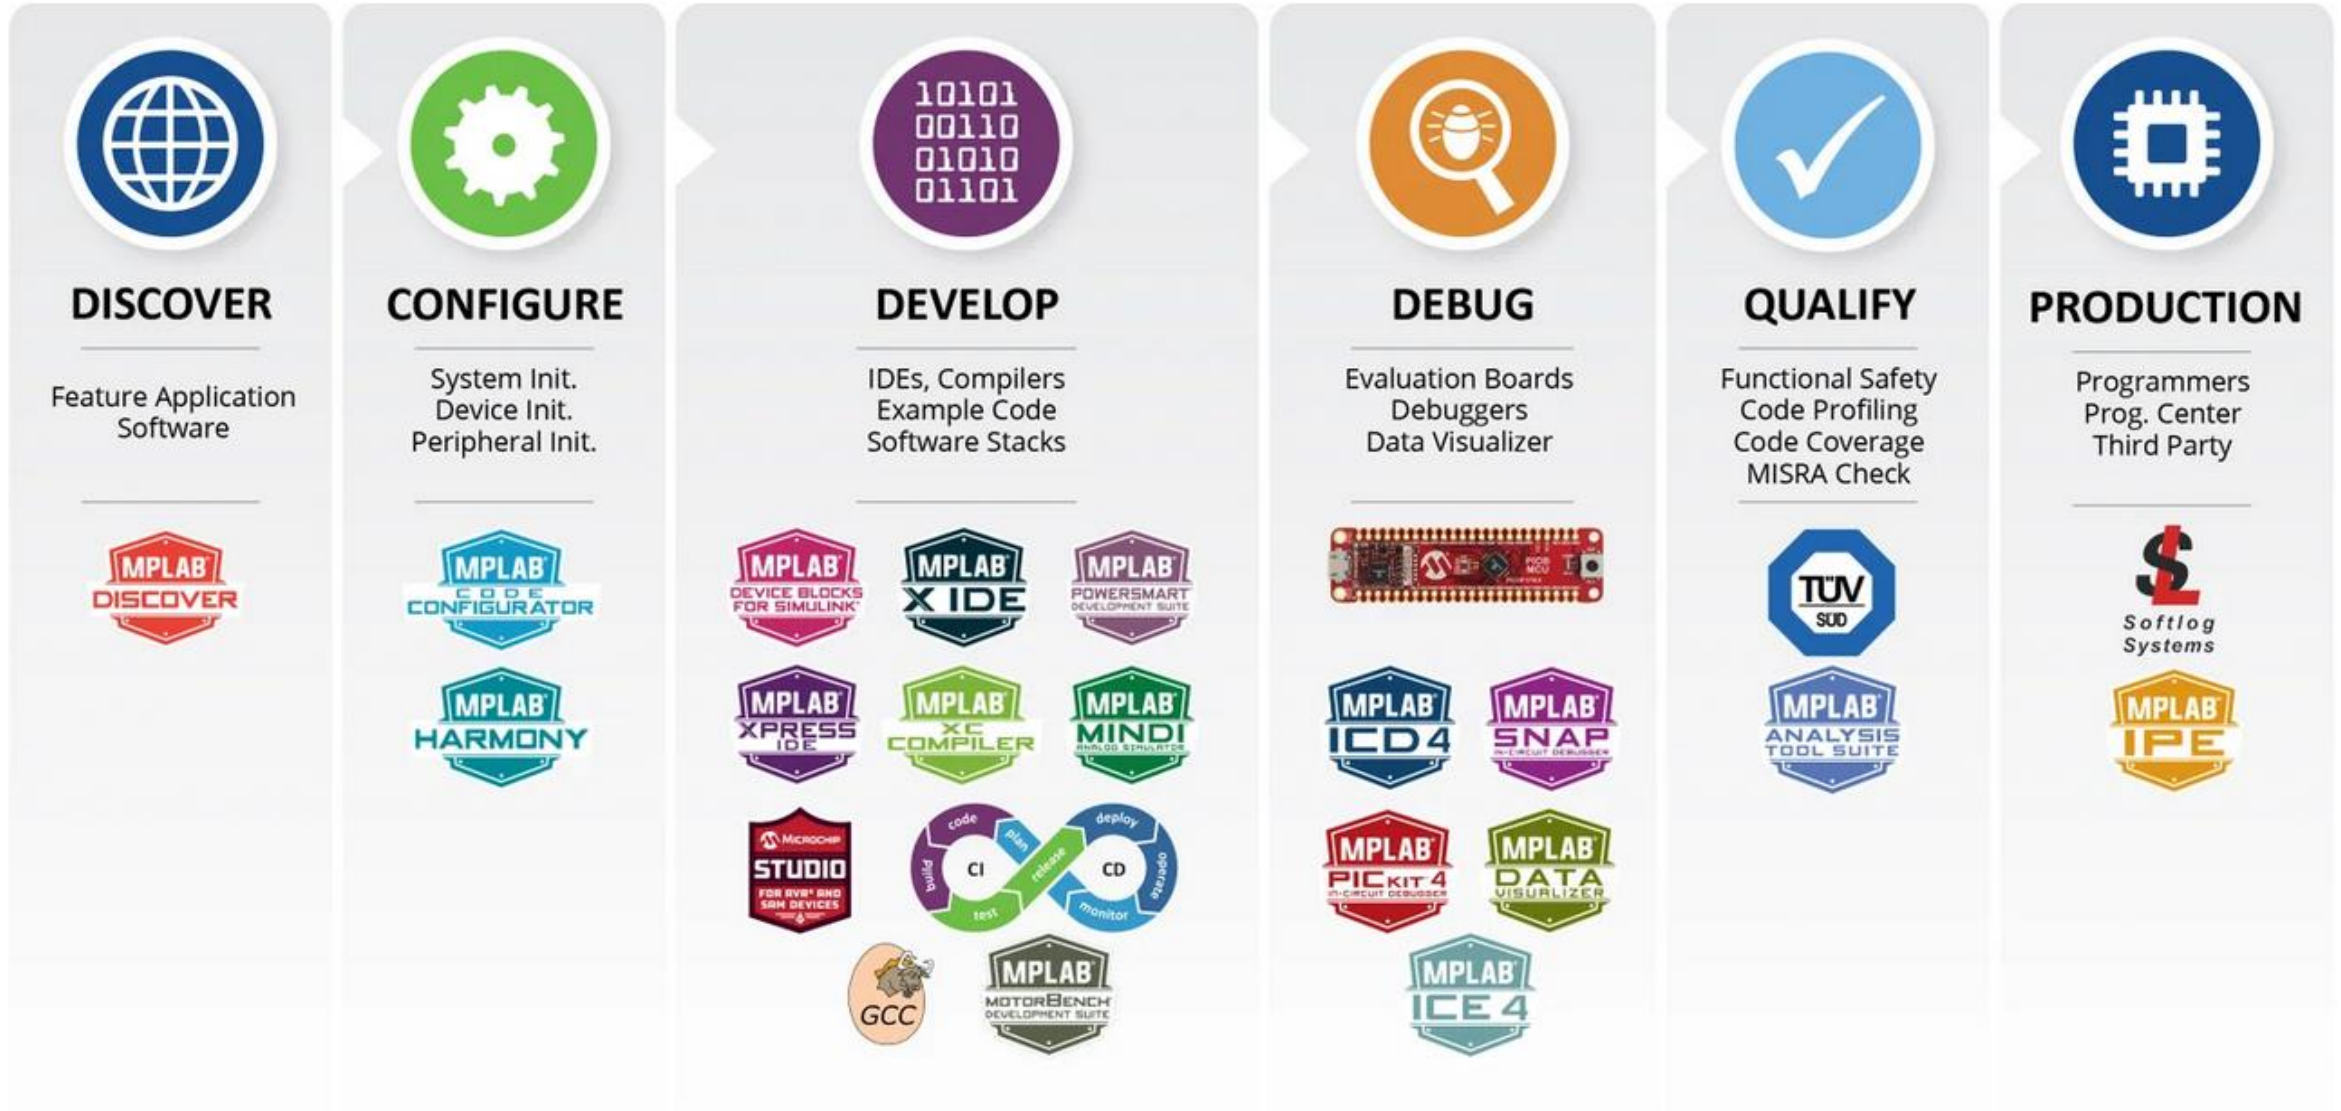 10101
00110
01010
01101
DISCOVER
Feature Application
Software
MPLAB®
DISCOVER
CONFIGURE
System Init.
Device Init.
Peripheral Init.
MPLAB®
CODE
CONFIGURATOR
MPLAB®
HARMONY
DEVELOP
IDEs, Compilers
Example Code
Software Stacks
MPLAB®
DEVICE BLOCKS
FOR SIMULINK®
MPLAB®
X IDE
MPLAB®
POWERSMART
DEVELOPMENT SUITE
MPLAB®
XPRESS
IDE
MPLAB®
XC
COMPILER
MPLAB®
MINDI
ANALOG SIMULATOR
MICROCHIP
STUDIO
FOR AVR® AND
SAM DEVICES
code
plan
build
CI
test
release
deploy
CD
operate
monitor
GCC
MPLAB®
MOTORBENCH®
DEVELOPMENT SUITE
DEBUG
Evaluation Boards
Debuggers
Data Visualizer
PIC®
MCU
MPLAB®
ICD 4
MPLAB®
SNAP
IN-CIRCUIT DEBUGGER
MPLAB®
PICKIT 4
IN-CIRCUIT DEBUGGER
MPLAB®
DATA
VISUALIZER
MPLAB®
ICE 4
QUALIFY
Functional Safety
Code Profiling
Code Coverage
MISRA Check
TÜV
SÜD
MPLAB®
ANALYSIS
TOOL SUITE
PRODUCTION
Programmers
Prog. Center
Third Party
SL
Softlog
Systems
MPLAB®
IPE